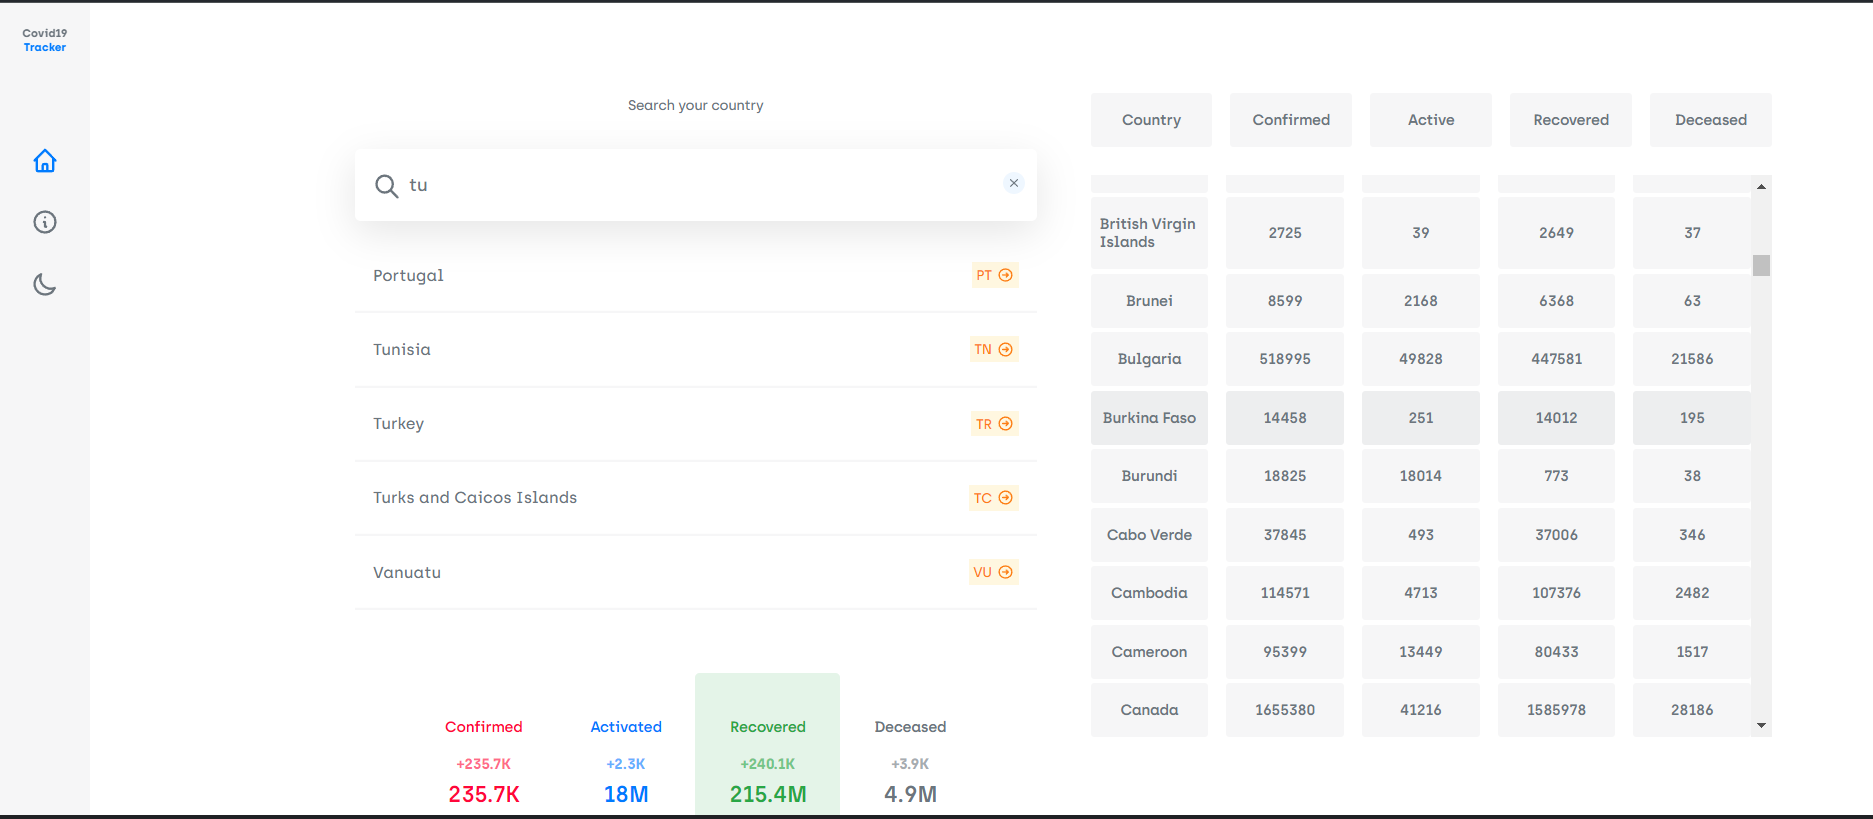 Covid19
Tracker
Search your country
tu
Portugal PT
Tunisia TN
Turkey TR
Turks and Caicos Islands TC
Vanuatu VU
Confirmed Activated Recovered Deceased
+235.7K +2.3K +240.1K +3.9K
235.7K 18M 215.4M 4.9M
Country Confirmed Active Recovered Deceased
British Virgin
Islands 2725 39 2649 37
Brunei 8599 2168 6368 63
Bulgaria 518995 49828 447581 21586
Burkina Faso 14458 251 14012 195
Burundi 18825 18014 773 38
Cabo Verde 37845 493 37006 346
Cambodia 114571 4713 107376 2482
Cameroon 95399 13449 80433 1517
Canada 1655380 41216 1585978 28186